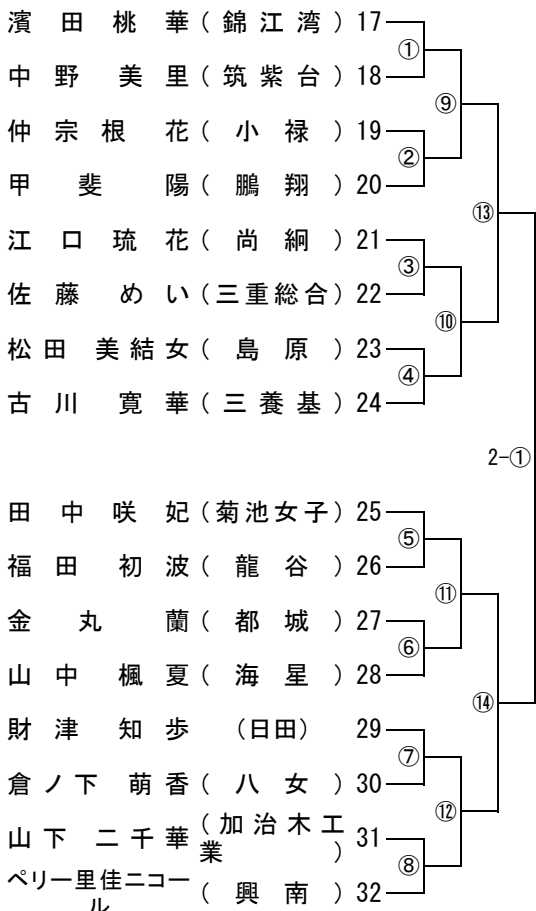 濱田桃華(錦江湾) 17
①
中野美里(筑紫台) 18
⑨
仲宗根花(小禄) 19
②
甲斐陽(鵬翔) 20
⑬
江口琉花(尚絅) 21
③
佐藤めい(三重総合) 22
⑩
松田美結女(島原) 23
④
古川寛華(三養基) 24
2-①
田中咲妃(菊池女子) 25
⑤
福田初波(龍谷) 26
⑪
金丸蘭(都城) 27
⑥
山中楓夏(海星) 28
⑭
財津知歩(日田) 29
⑦
倉ノ下萌香(八女) 30
⑫
山下二千華(加治木工
業) 31
⑧
ペリー里佳ニコー
ル(興南) 32